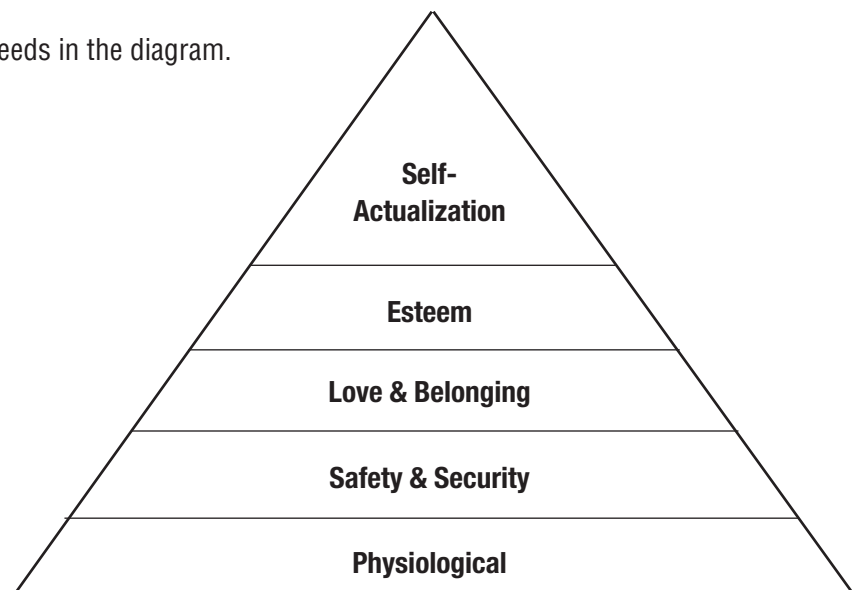 eeds in the diagram.
Self-
Actualization
Esteem
Love & Belonging
Safety & Security
Physiological